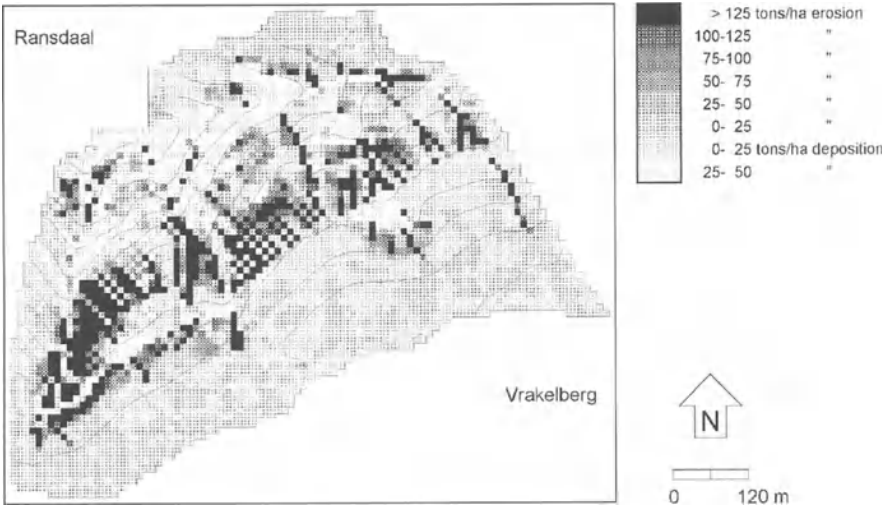 Ransdaal
Vrakelberg
> 125 tons/ha erosion
100-125 "
75-100 "
50- 75 "
25- 50 "
0- 25 "
0- 25 tons/ha deposition
25- 50 "
N
0 120 m